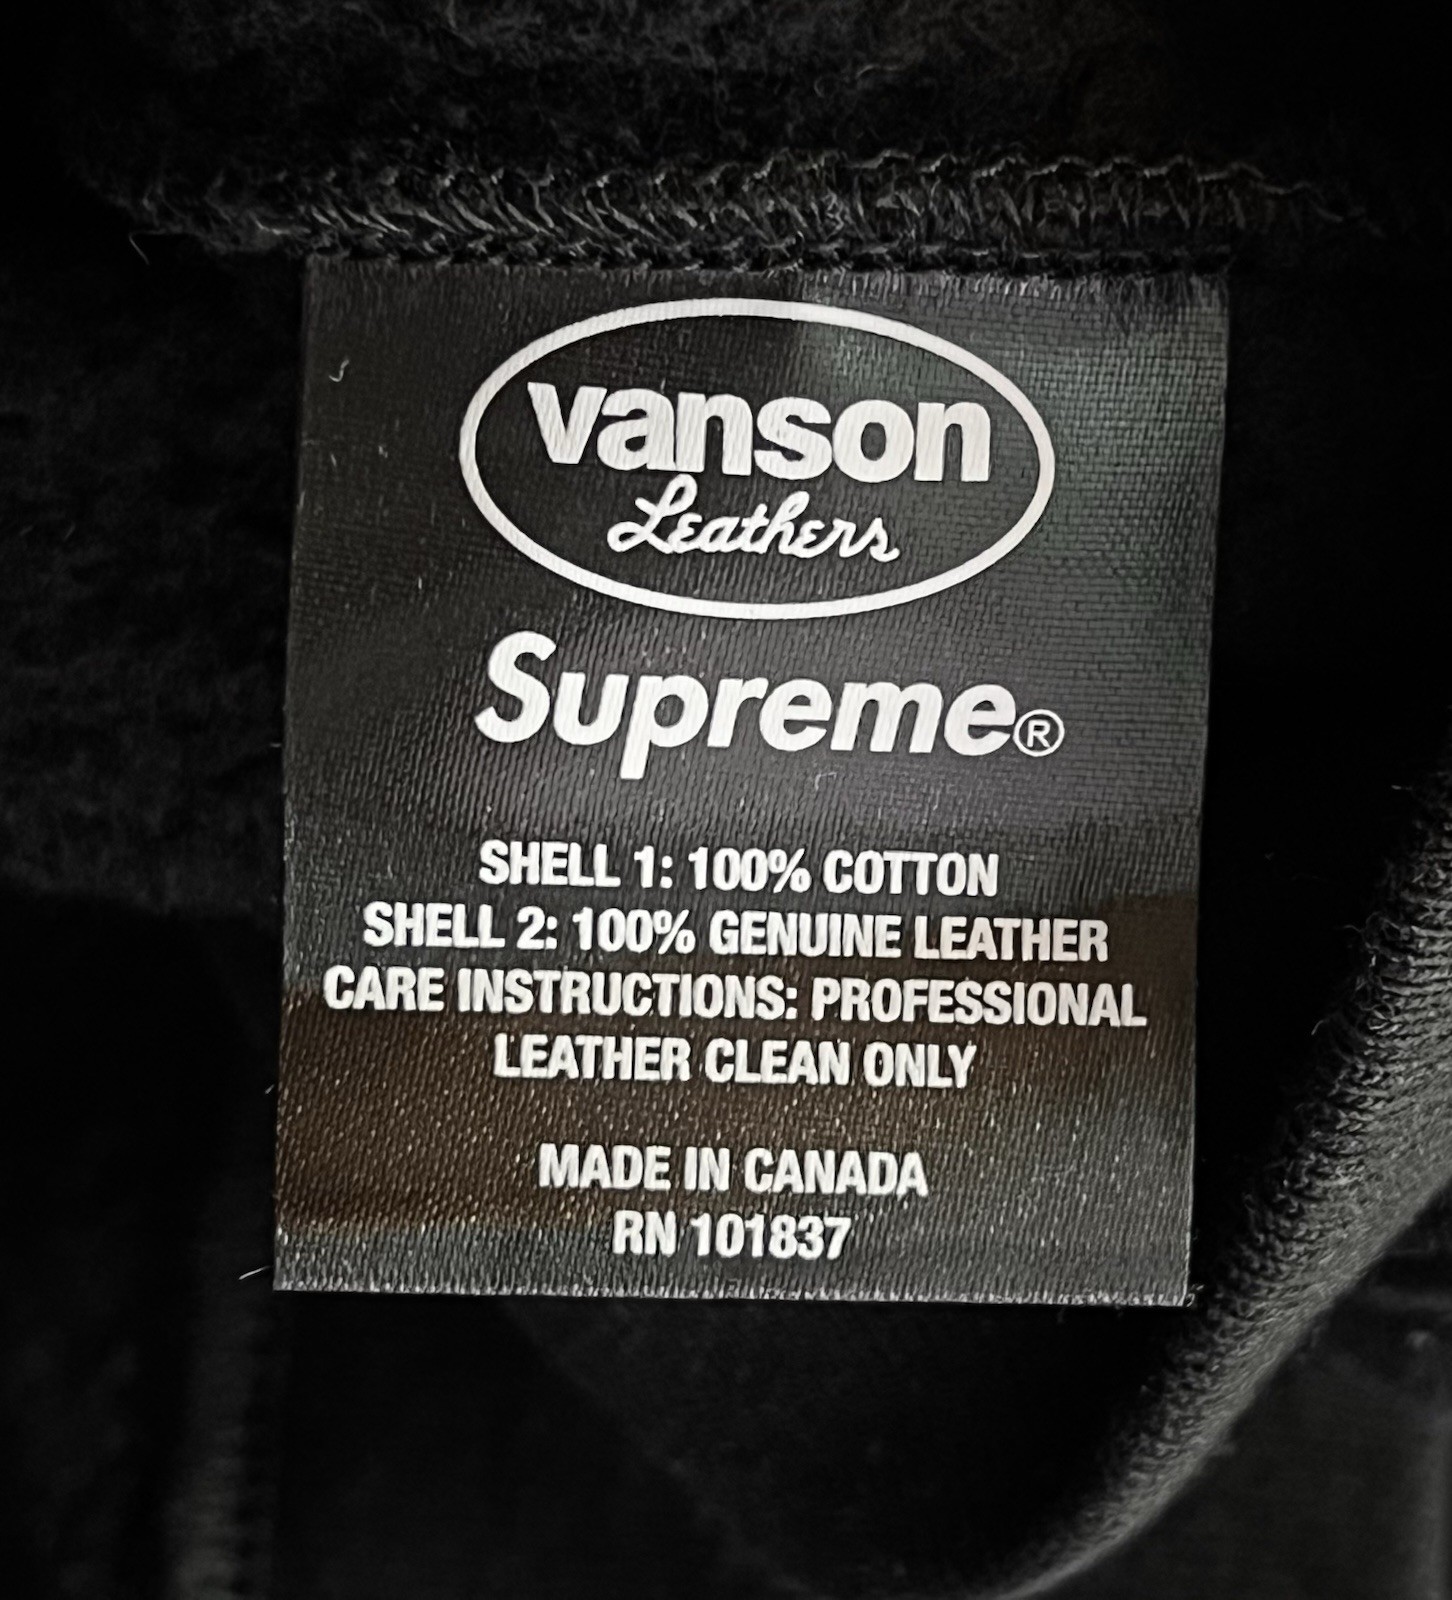 vanson
Leathers
Supreme®
SHELL 1: 100% COTTON
SHELL 2: 100% GENUINE LEATHER
CARE INSTRUCTIONS: PROFESSIONAL
LEATHER CLEAN ONLY
MADE IN CANADA
RN 101837